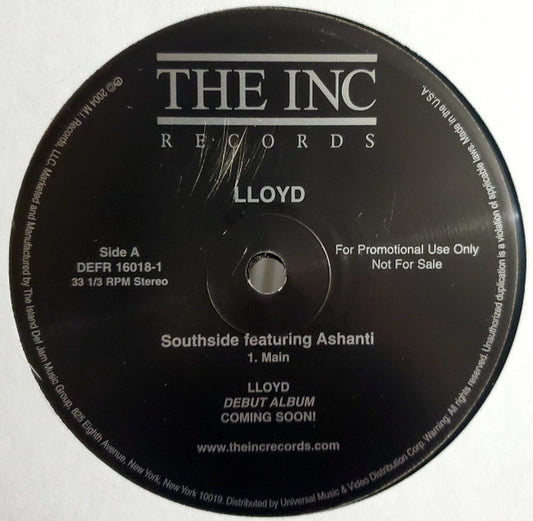 THE INC
RECORDS
LLOYD
Side A
DEFR 16018-1
33 1/3 RPM Stereo
For Promotional Use Only
Not For Sale
Southside featuring Ashanti
1. Main
LLOYD
DEBUT ALBUM
COMING SOON!
www.theincrecords.com
℗© 2004 M.I. Records, LLC. Marketed and Manufactured by The Island Def Jam Music Group, 825 Eighth Avenue, New York, New York 10019. Distributed by Universal Music & Video Distribution Corp. Warning: All rights reserved. Unauthorized duplication is a violation of applicable laws. Made in the U.S.A.